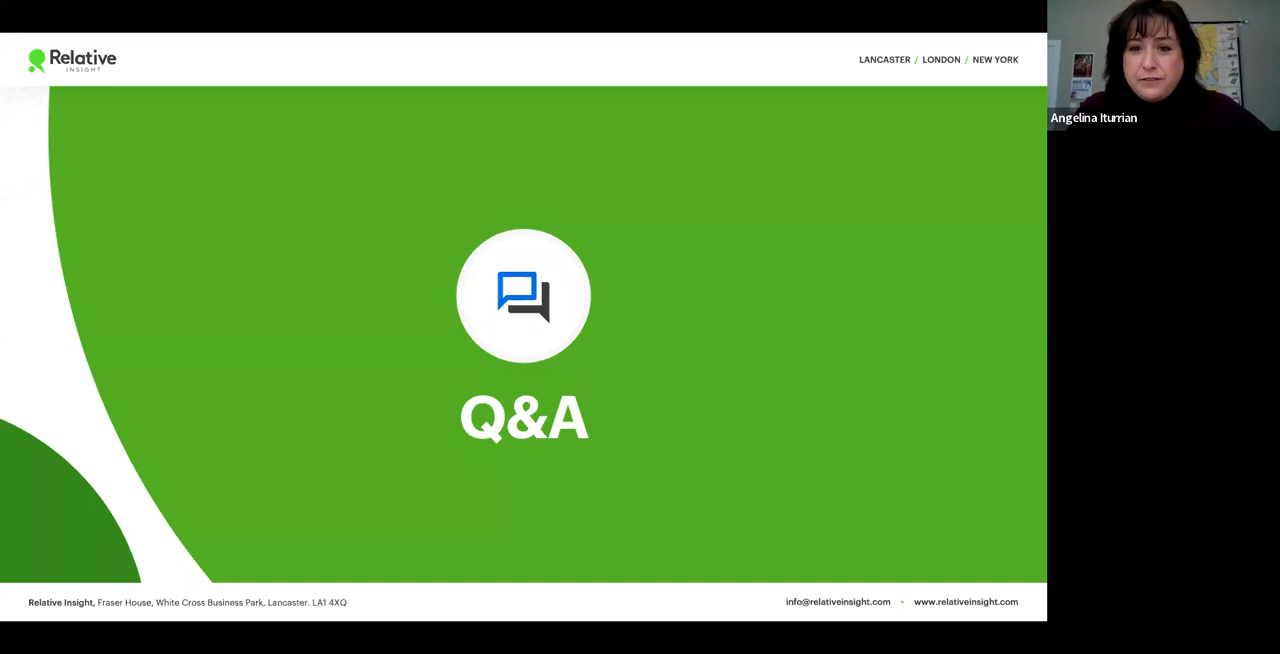 Relative
INSIGHT
LANCASTER / LONDON / NEW YORK
Angelina Iturrian
Q&A
Relative Insight, Fraser House, White Cross Business Park, Lancaster. LA1 4XQ
info@relativeinsight.com • www.relativeinsight.com